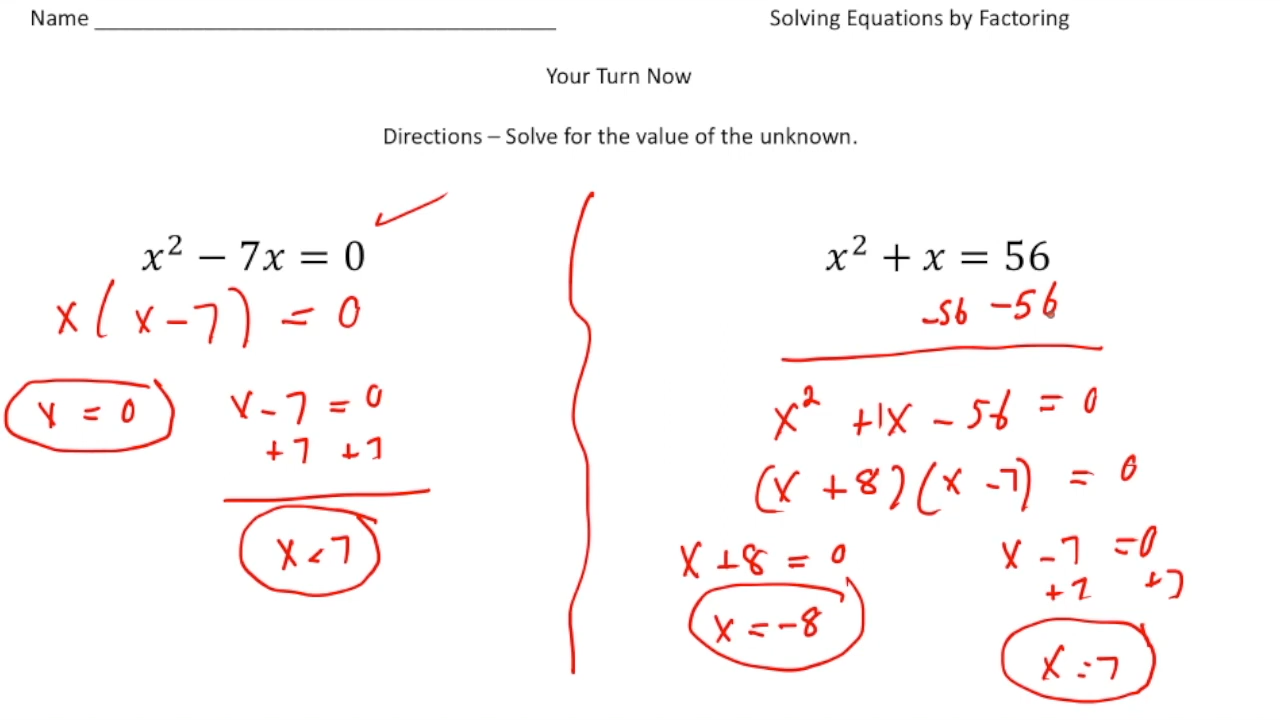 Name ________________ Solving Equations by Factoring
Your Turn Now
Directions – Solve for the value of the unknown.
x² − 7x = 0
x(x-7) = 0
x = 0
x-7 = 0
+7 +7
x < 7
x² + x = 56
-56 -56
x² +1x - 56 = 0
(x +8)(x -7) = 0
x +8 = 0
x = -8
x -7 = 0
+7 +7
x = 7